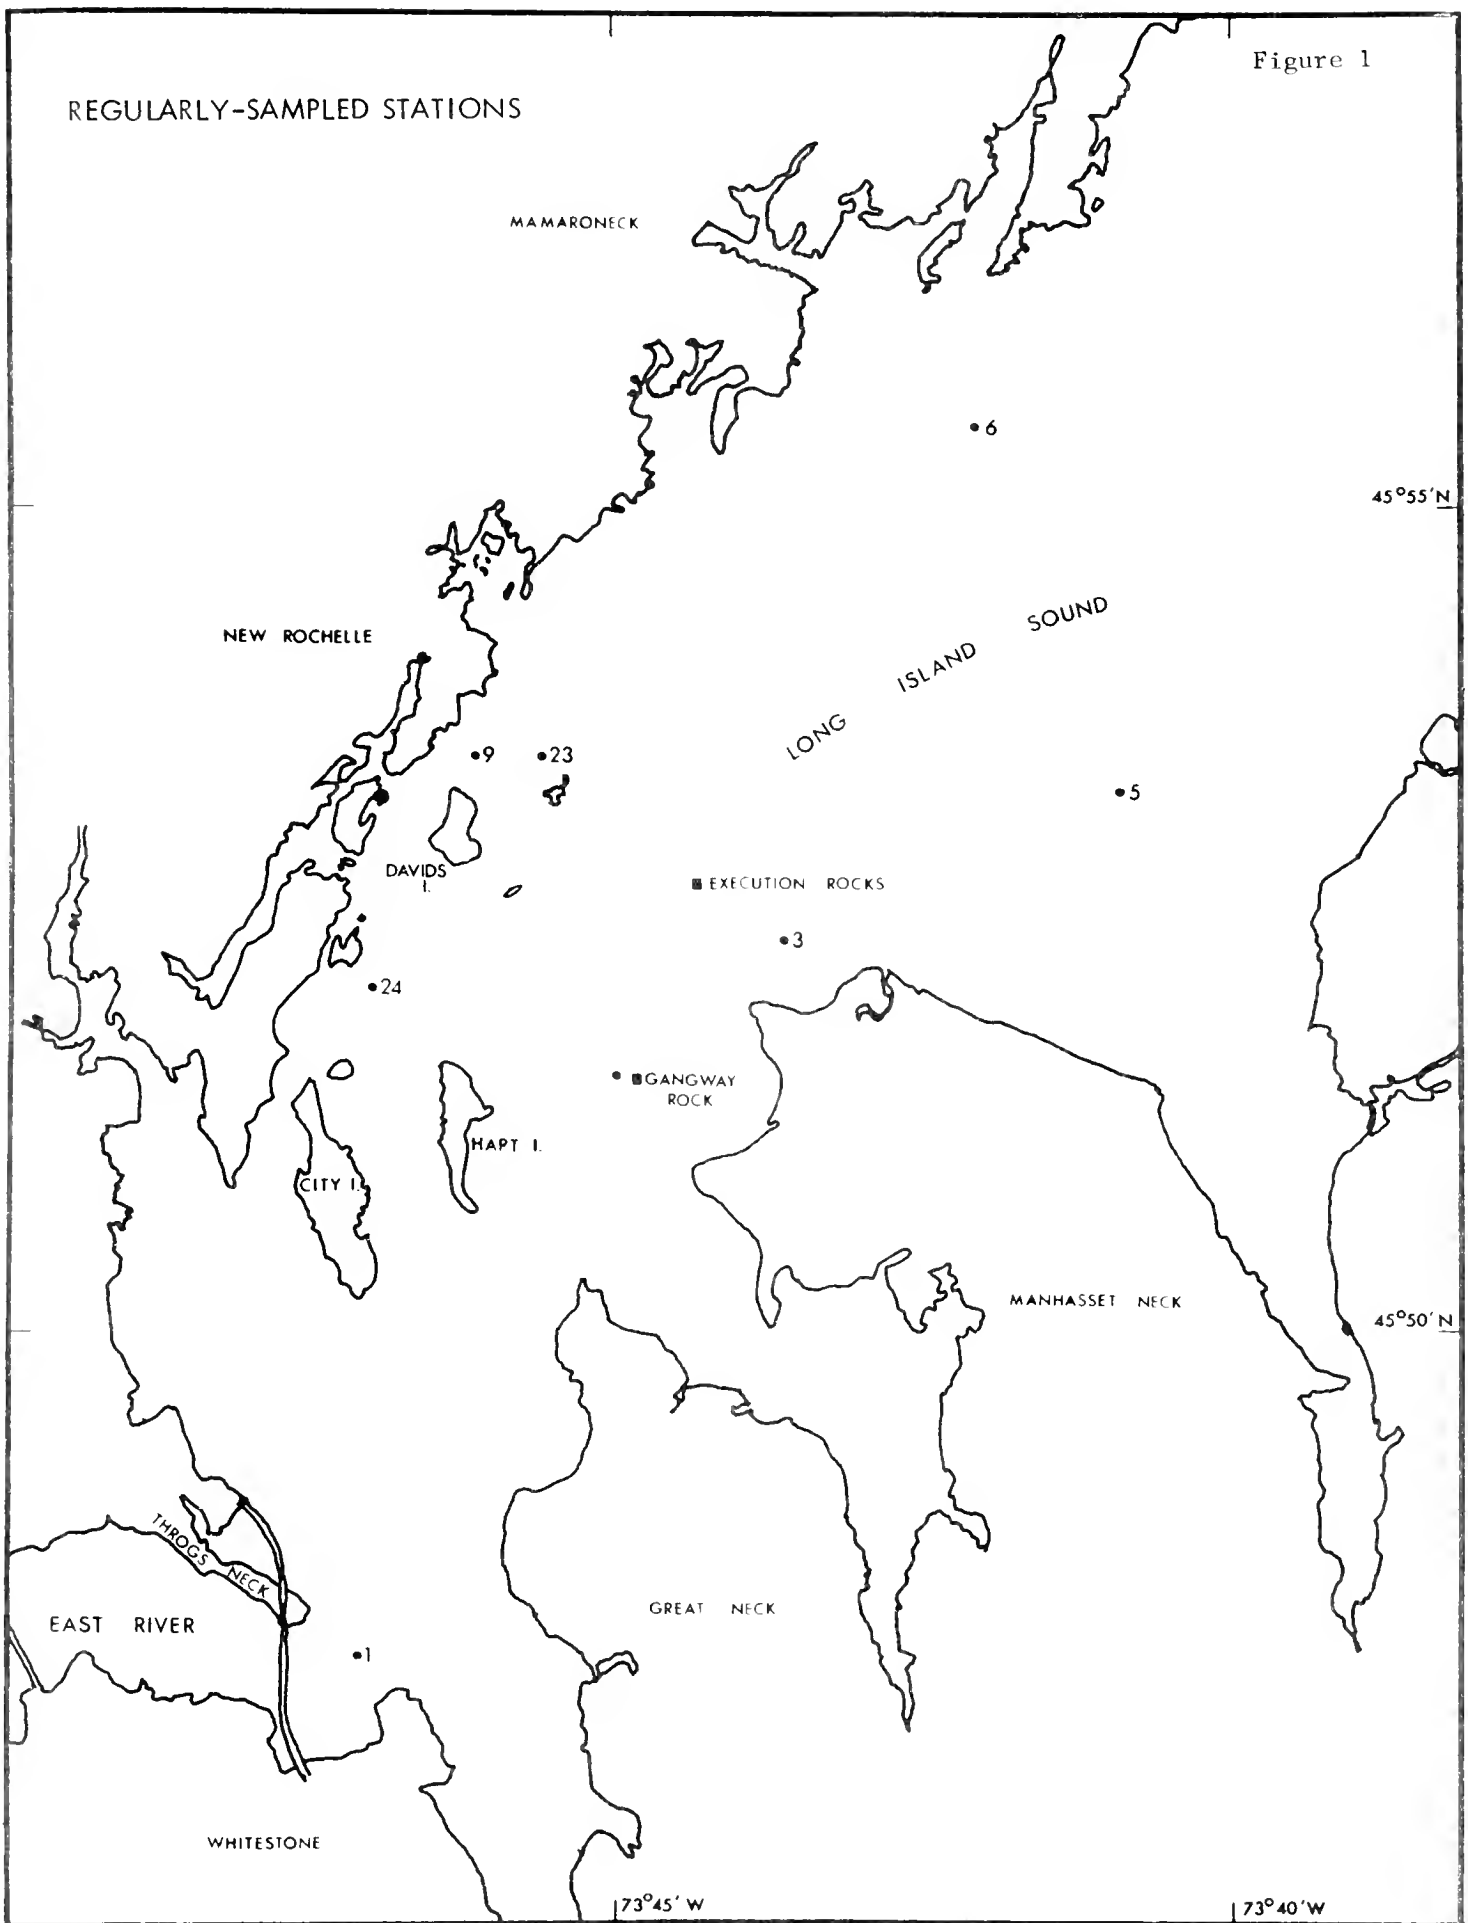 Figure 1
REGULARLY-SAMPLED STATIONS
MAMARONECK
6
45°55'N
LONG ISLAND SOUND
NEW ROCHELLE
9
23
5
DAVIDS
I.
EXECUTION ROCKS
3
24
GANGWAY
ROCK
HAPT I.
CITY I.
MANHASSET NECK
45°50'N
THROGS NECK
GREAT NECK
EAST RIVER
1
WHITESTONE
73°45'W
73°40'W